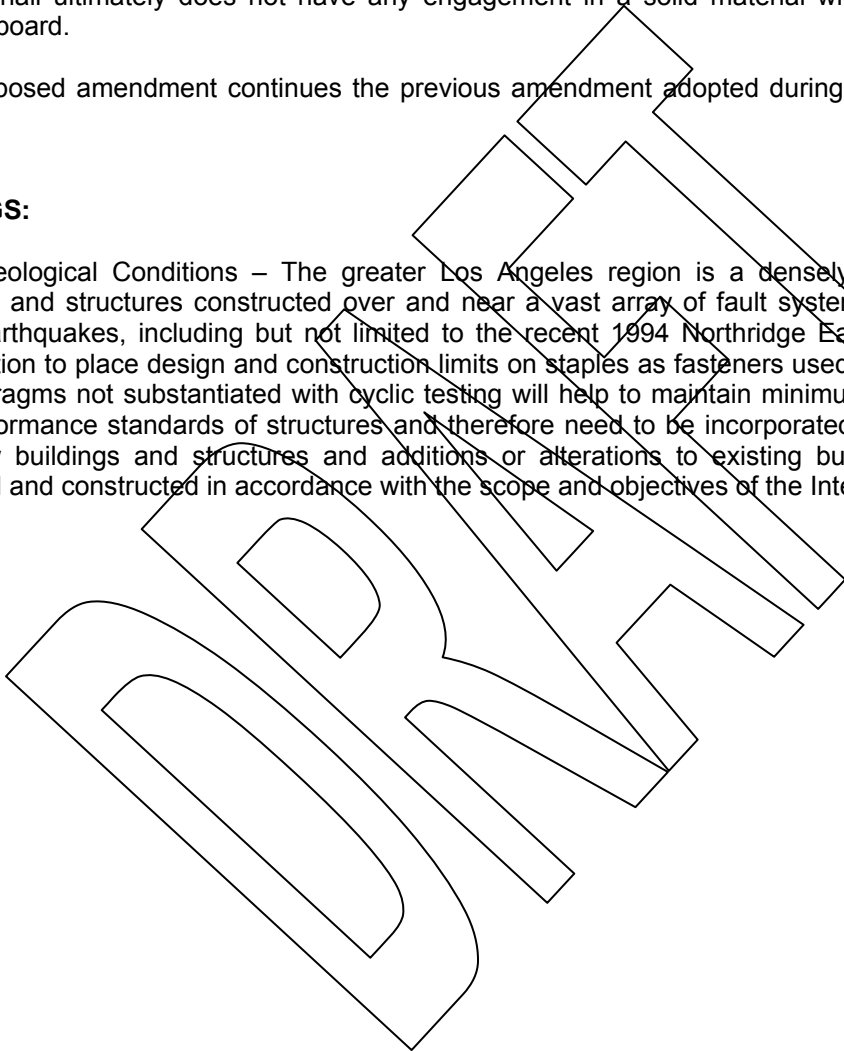 nail ultimately does not have any engagement in a solid material wi
board.
posed amendment continues the previous amendment adopted during
GS:
eological Conditions – The greater Los Angeles region is a densely
and structures constructed over and near a vast array of fault system
arthquakes, including but not limited to the recent 1994 Northridge Ea
tion to place design and construction limits on staples as fasteners used
ragms not substantiated with cyclic testing will help to maintain minimu
ormance standards of structures and therefore need to be incorporated
w buildings and structures and additions or alterations to existing bu
d and constructed in accordance with the scope and objectives of the Inte
DRAFT